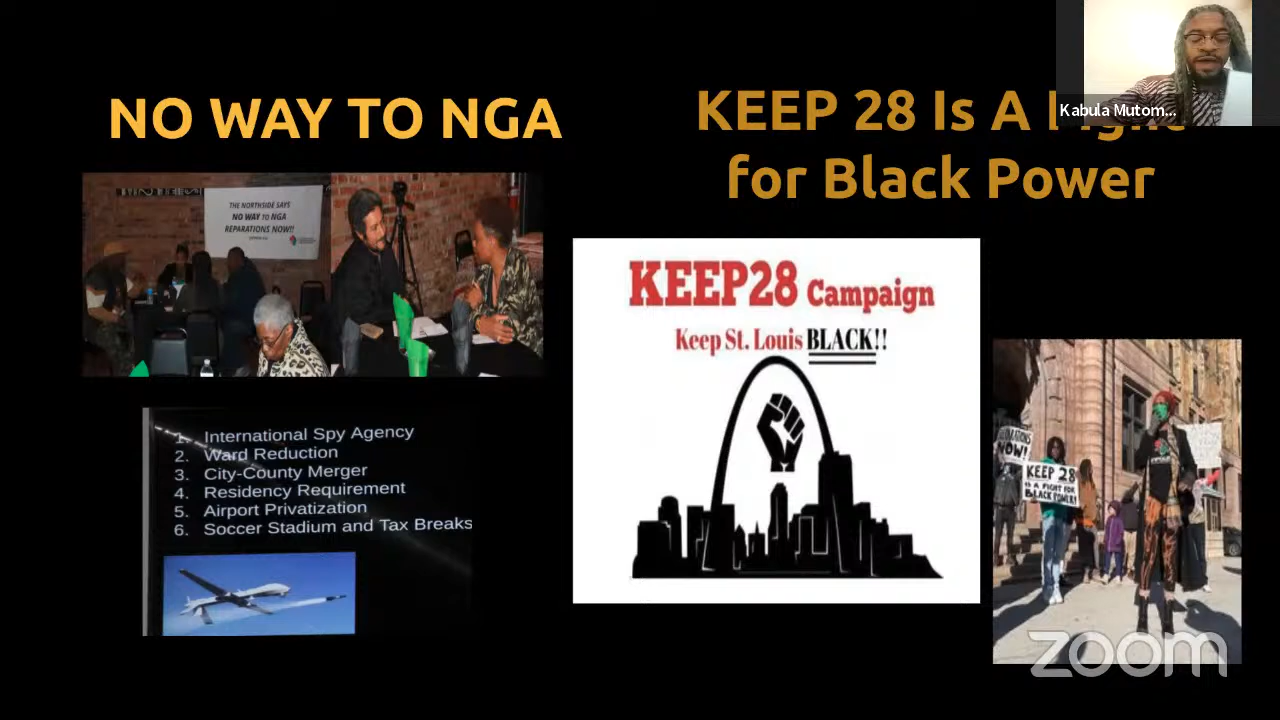 NO WAY TO NGA
KEEP 28 Is A Fight
for Black Power
Kabula Mutom...
THE NORTHSIDE SAYS
NO WAY TO NGA
REPARATIONS NOW!!
KEEP28 Campaign
Keep St. Louis BLACK!!
1. International Spy Agency
2. Ward Reduction
3. City-County Merger
4. Residency Requirement
5. Airport Privatization
6. Soccer Stadium and Tax Breaks
NOW!
KEEP 28
IS A FIGHT FOR
BLACK POWER!
zoom